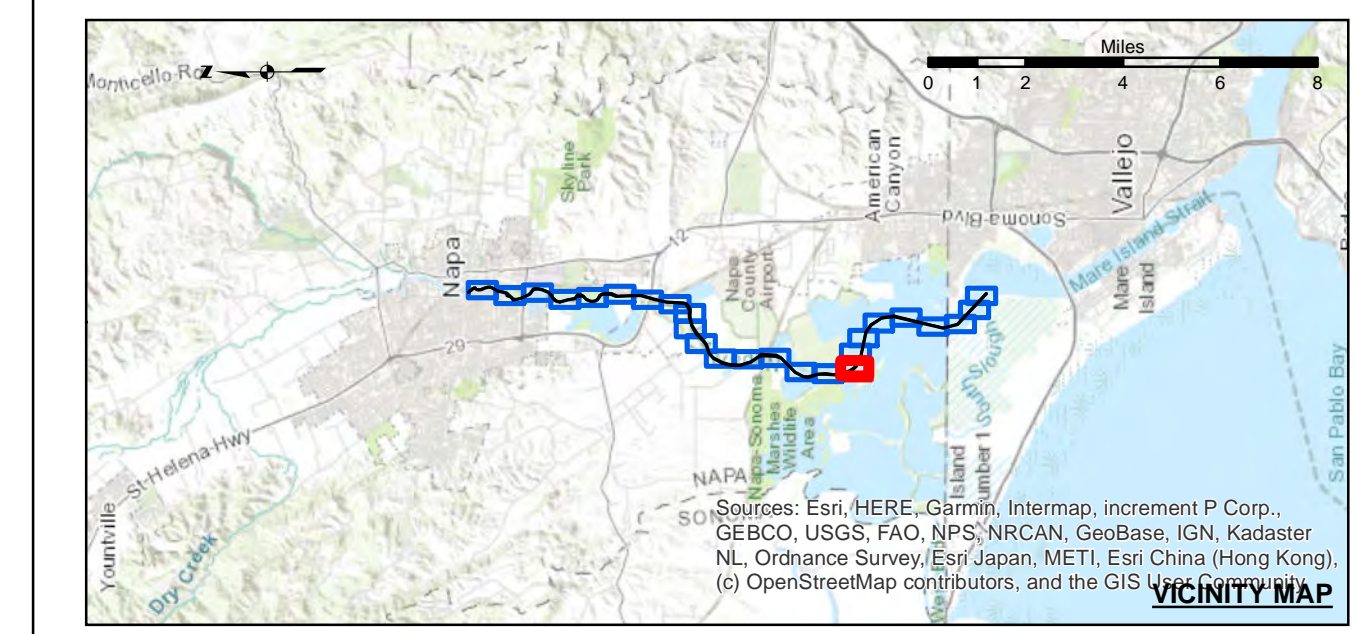 Miles
0 1 2 4 6 8
Monticello-Rd
Z
Skyline
Park
American
Canyon
Vallejo
Sonoma-Blvd
Mare Island Strait
Mare
Island
Napa
12
Napa
County
Airport
29
South Slough
San Pablo Bay
St-Helena-Hwy
Napa-Sonoma
Marshes
Wildlife
Area
NAPA
SONO
Island
Number 1
Yountville
Dry Creek
Sources: Esri, HERE, Garmin, Intermap, increment P Corp.,
GEBCO, USGS, FAO, NPS, NRCAN, GeoBase, IGN, Kadaster
NL, Ordnance Survey, Esri Japan, METI, Esri China (Hong Kong),
(c) OpenStreetMap contributors, and the GIS User Community
VICINITY MAP